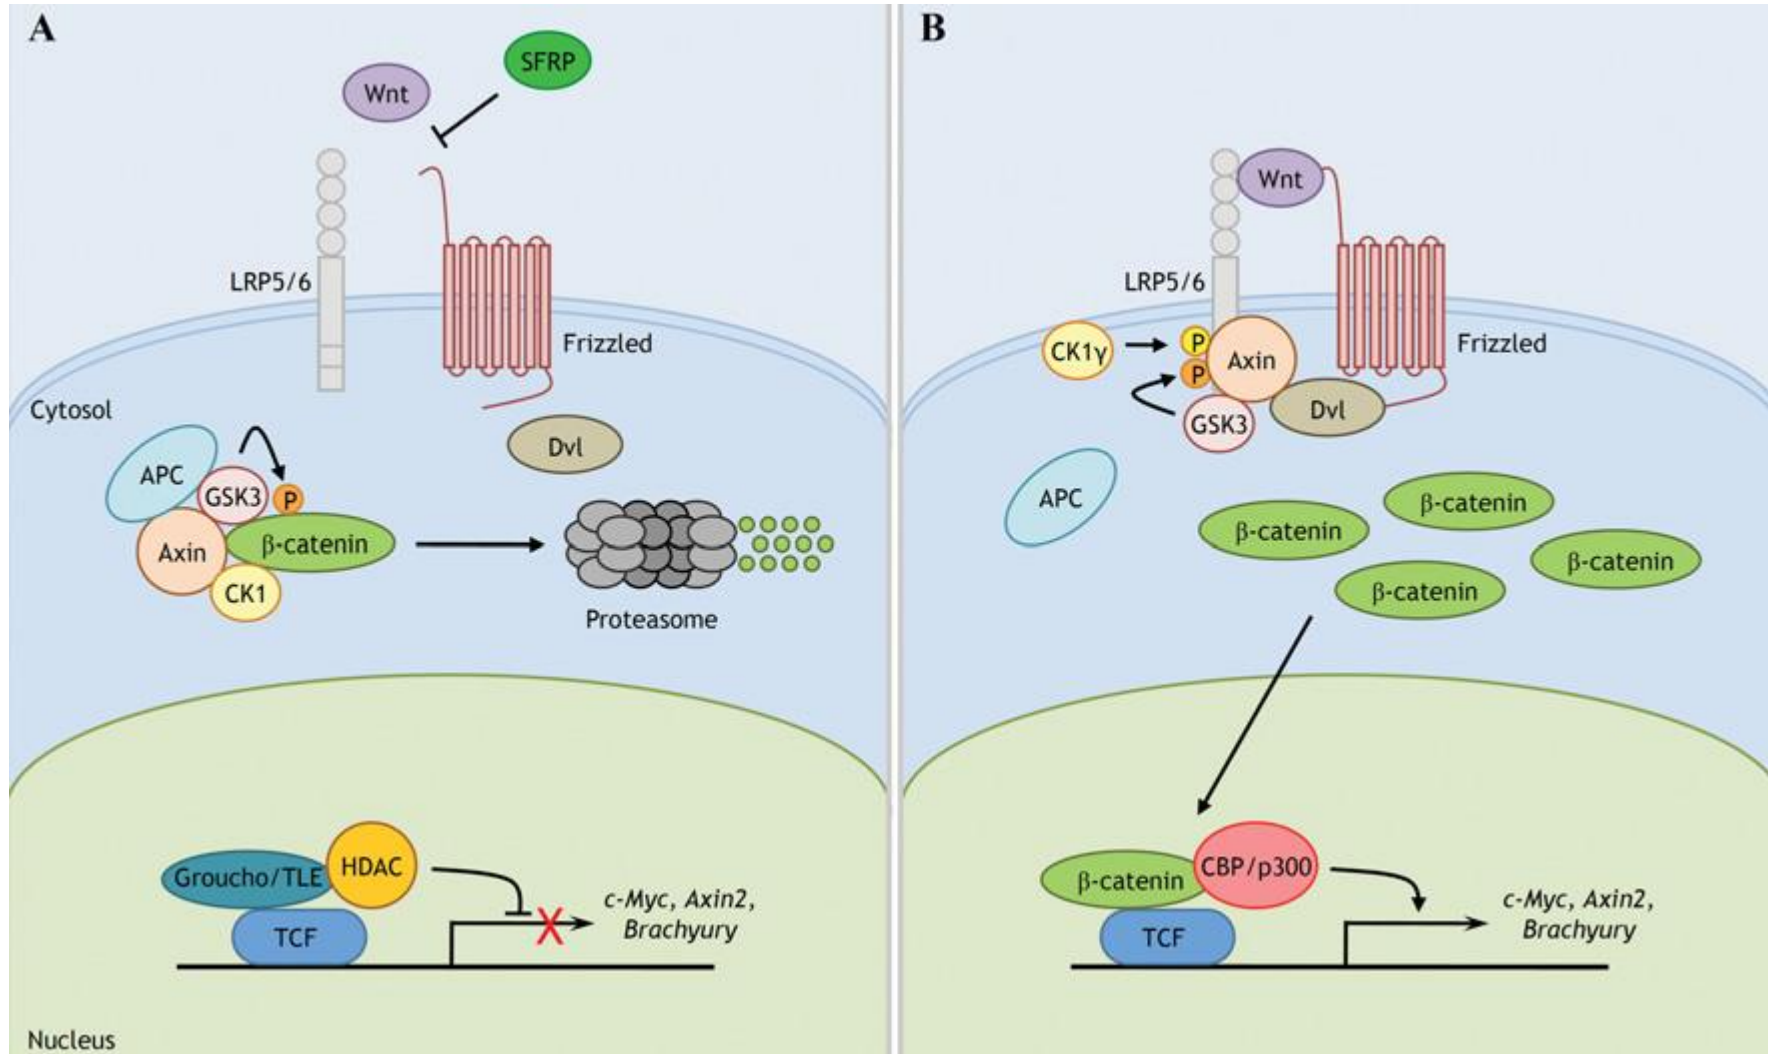 A
SFRP
Wnt
LRP5/6
Frizzled
Cytosol
Dvl
APC
GSK3
P
Axin
β-catenin
CK1
Proteasome
Groucho/TLE
HDAC
TCF
X
c-Myc, Axin2,
Brachyury
Nucleus
B
Wnt
LRP5/6
CK1γ
P
P
Axin
Frizzled
GSK3
Dvl
APC
β-catenin
β-catenin
β-catenin
β-catenin
β-catenin
CBP/p300
TCF
c-Myc, Axin2,
Brachyury